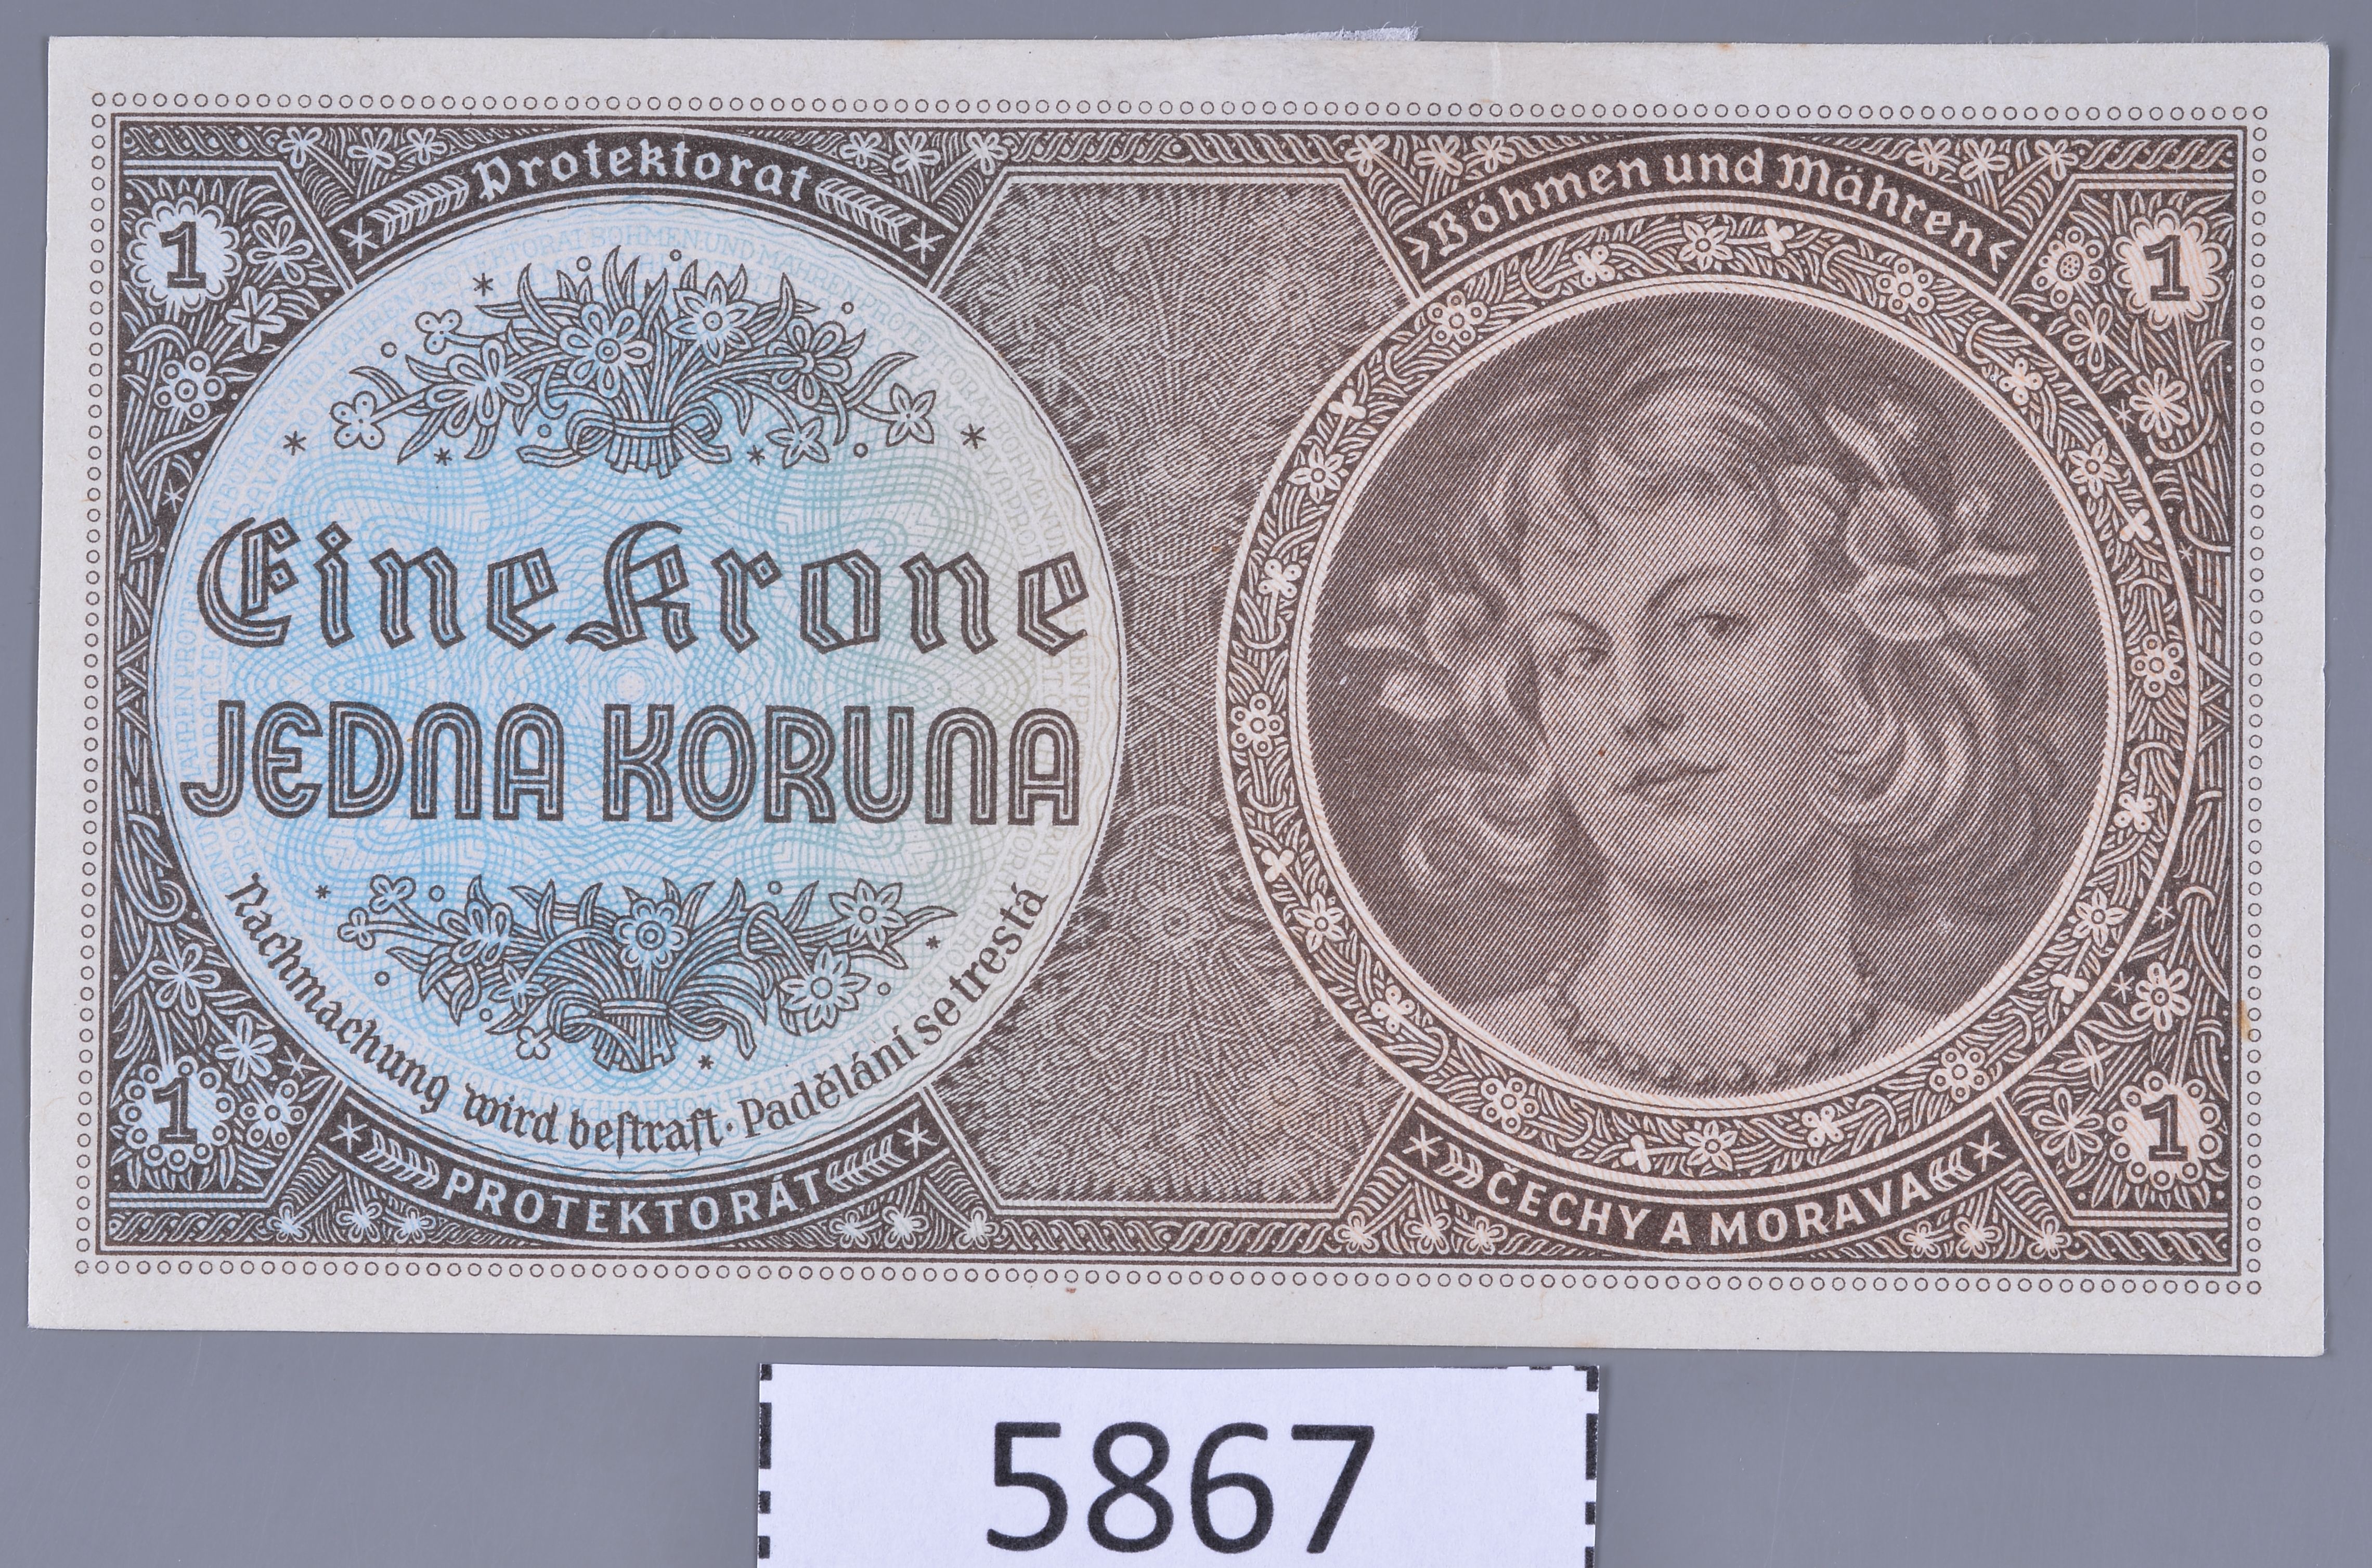 Protektorat
Böhmen und Mähren
1
1
Eine Krone
JEDNA KORUNA
Nachmachung wird bestraft · Padělání se trestá
1
1
PROTEKTORÁT
ČECHY A MORAVA
5867